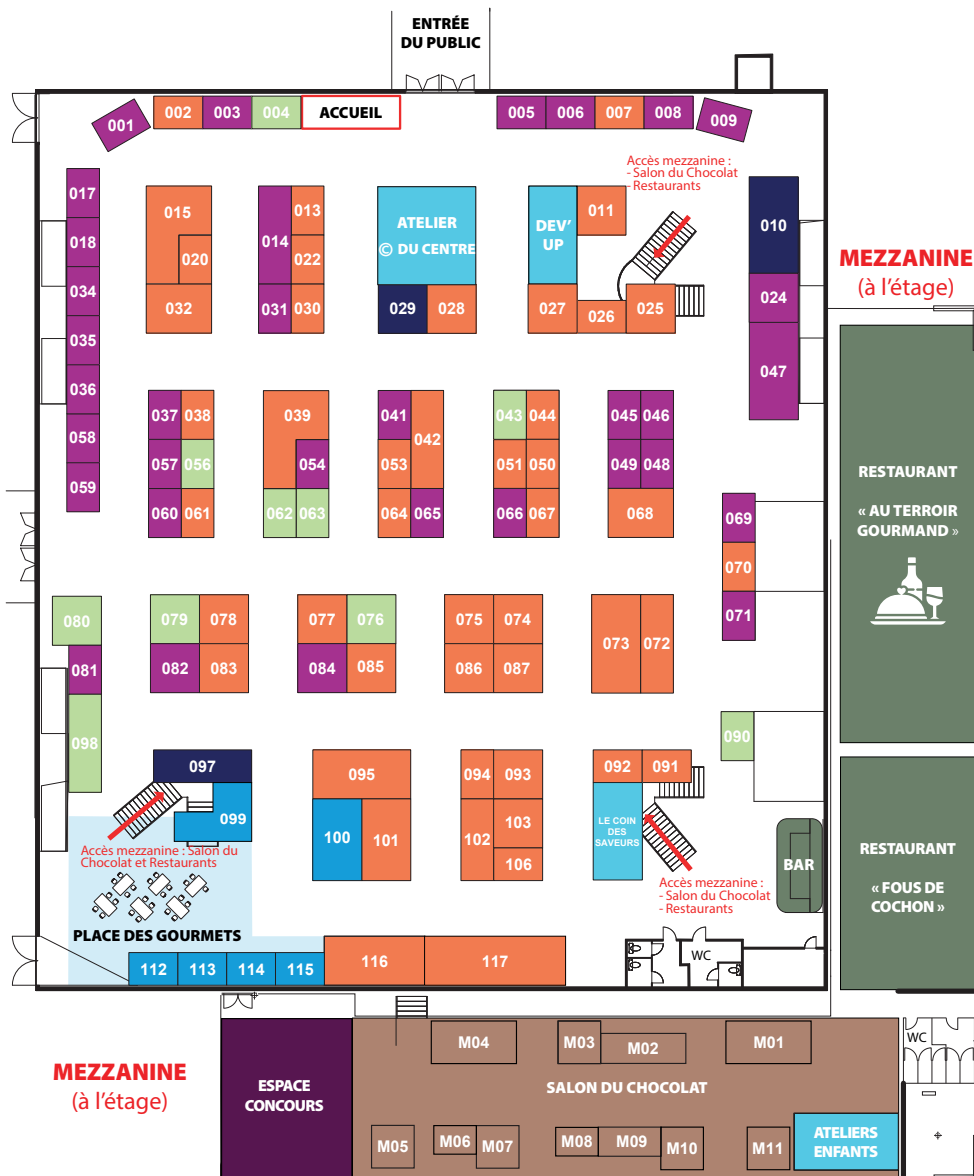 ENTRÉE
DU PUBLIC
001
002
003
004
ACCUEIL
005
006
007
008
009
Accès mezzanine :
- Salon du Chocolat
- Restaurants
017
018
034
035
036
058
059
015
020
032
014
013
022
031
030
ATELIER
© DU CENTRE
029
028
DEV'
UP
011
027
026
025
010
024
047
MEZZANINE
(à l'étage)
037
038
057
056
060
061
039
054
062
063
041
042
053
064
065
043
044
051
050
066
067
045
046
049
048
068
069
070
071
RESTAURANT
« AU TERROIR
GOURMAND »
080
081
098
079
078
082
083
077
076
084
085
075
074
086
087
073
072
090
097
099
Accès mezzanine : Salon du
Chocolat et Restaurants
PLACE DES GOURMETS
095
100
101
094
093
102
103
106
092
091
LE COIN
DES
SAVEURS
Accès mezzanine :
- Salon du Chocolat
- Restaurants
BAR
RESTAURANT
« FOUS DE
COCHON »
112
113
114
115
116
117
WC
MEZZANINE
(à l'étage)
ESPACE
CONCOURS
M04
M03
M02
M01
SALON DU CHOCOLAT
M05
M06
M07
M08
M09
M10
M11
ATELIERS
ENFANTS
WC